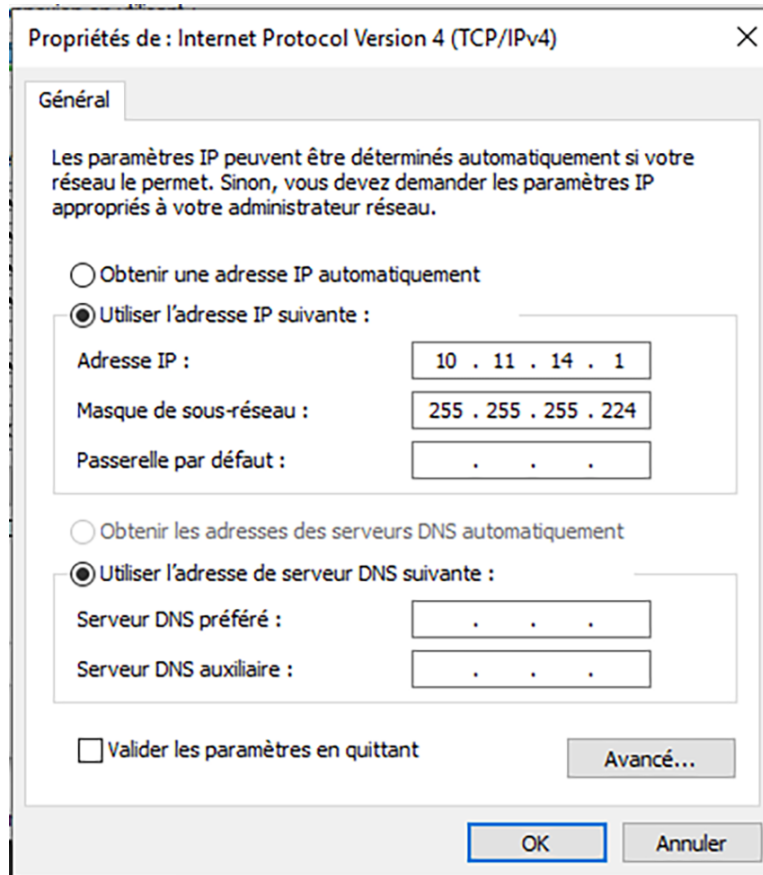 Propriétés de : Internet Protocol Version 4 (TCP/IPv4)
Général
Les paramètres IP peuvent être déterminés automatiquement si votre
réseau le permet. Sinon, vous devez demander les paramètres IP
appropriés à votre administrateur réseau.
Obtenir une adresse IP automatiquement
Utiliser l'adresse IP suivante :
Adresse IP : 10 . 11 . 14 . 1
Masque de sous-réseau : 255 . 255 . 255 . 224
Passerelle par défaut : . . .
Obtenir les adresses des serveurs DNS automatiquement
Utiliser l'adresse de serveur DNS suivante :
Serveur DNS préféré : . . .
Serveur DNS auxiliaire : . . .
Valider les paramètres en quittant
Avancé...
OK Annuler